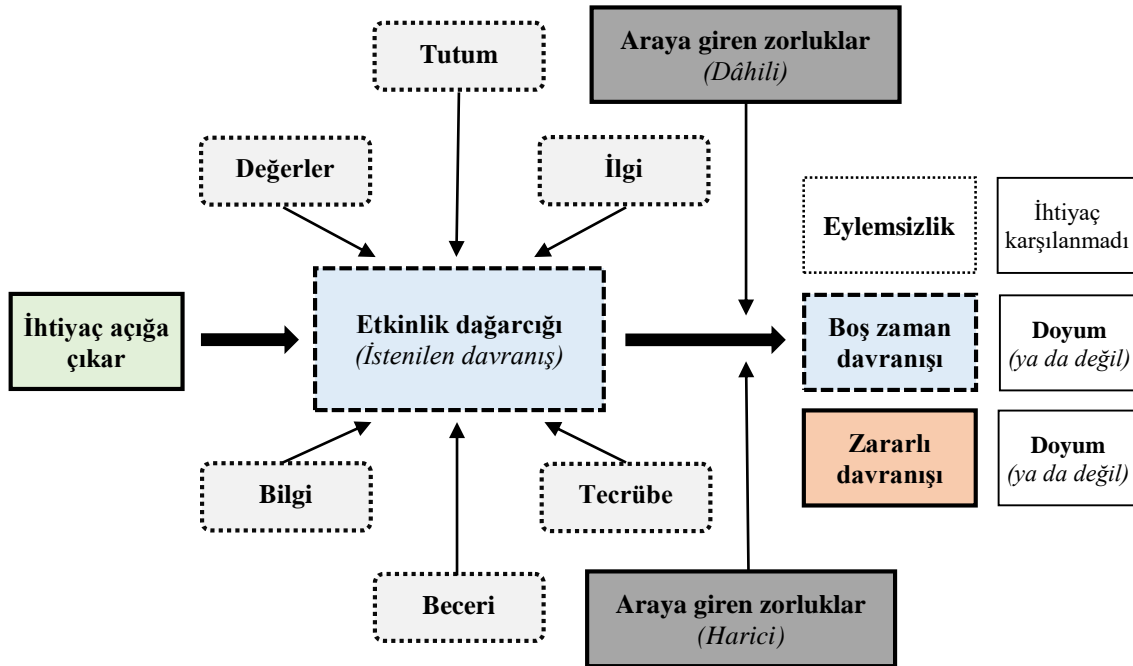 Tutum
Araya giren zorluklar
(Dâhili)
Değerler
İlgi
Eylemsizlik
İhtiyaç
karşılanmadı
İhtiyaç açığa
çıkar
Etkinlik dağarcığı
(İstenilen davranış)
Boş zaman
davranışı
Doyum
(ya da değil)
Zararlı
davranışı
Doyum
(ya da değil)
Bilgi
Tecrübe
Beceri
Araya giren zorluklar
(Harici)